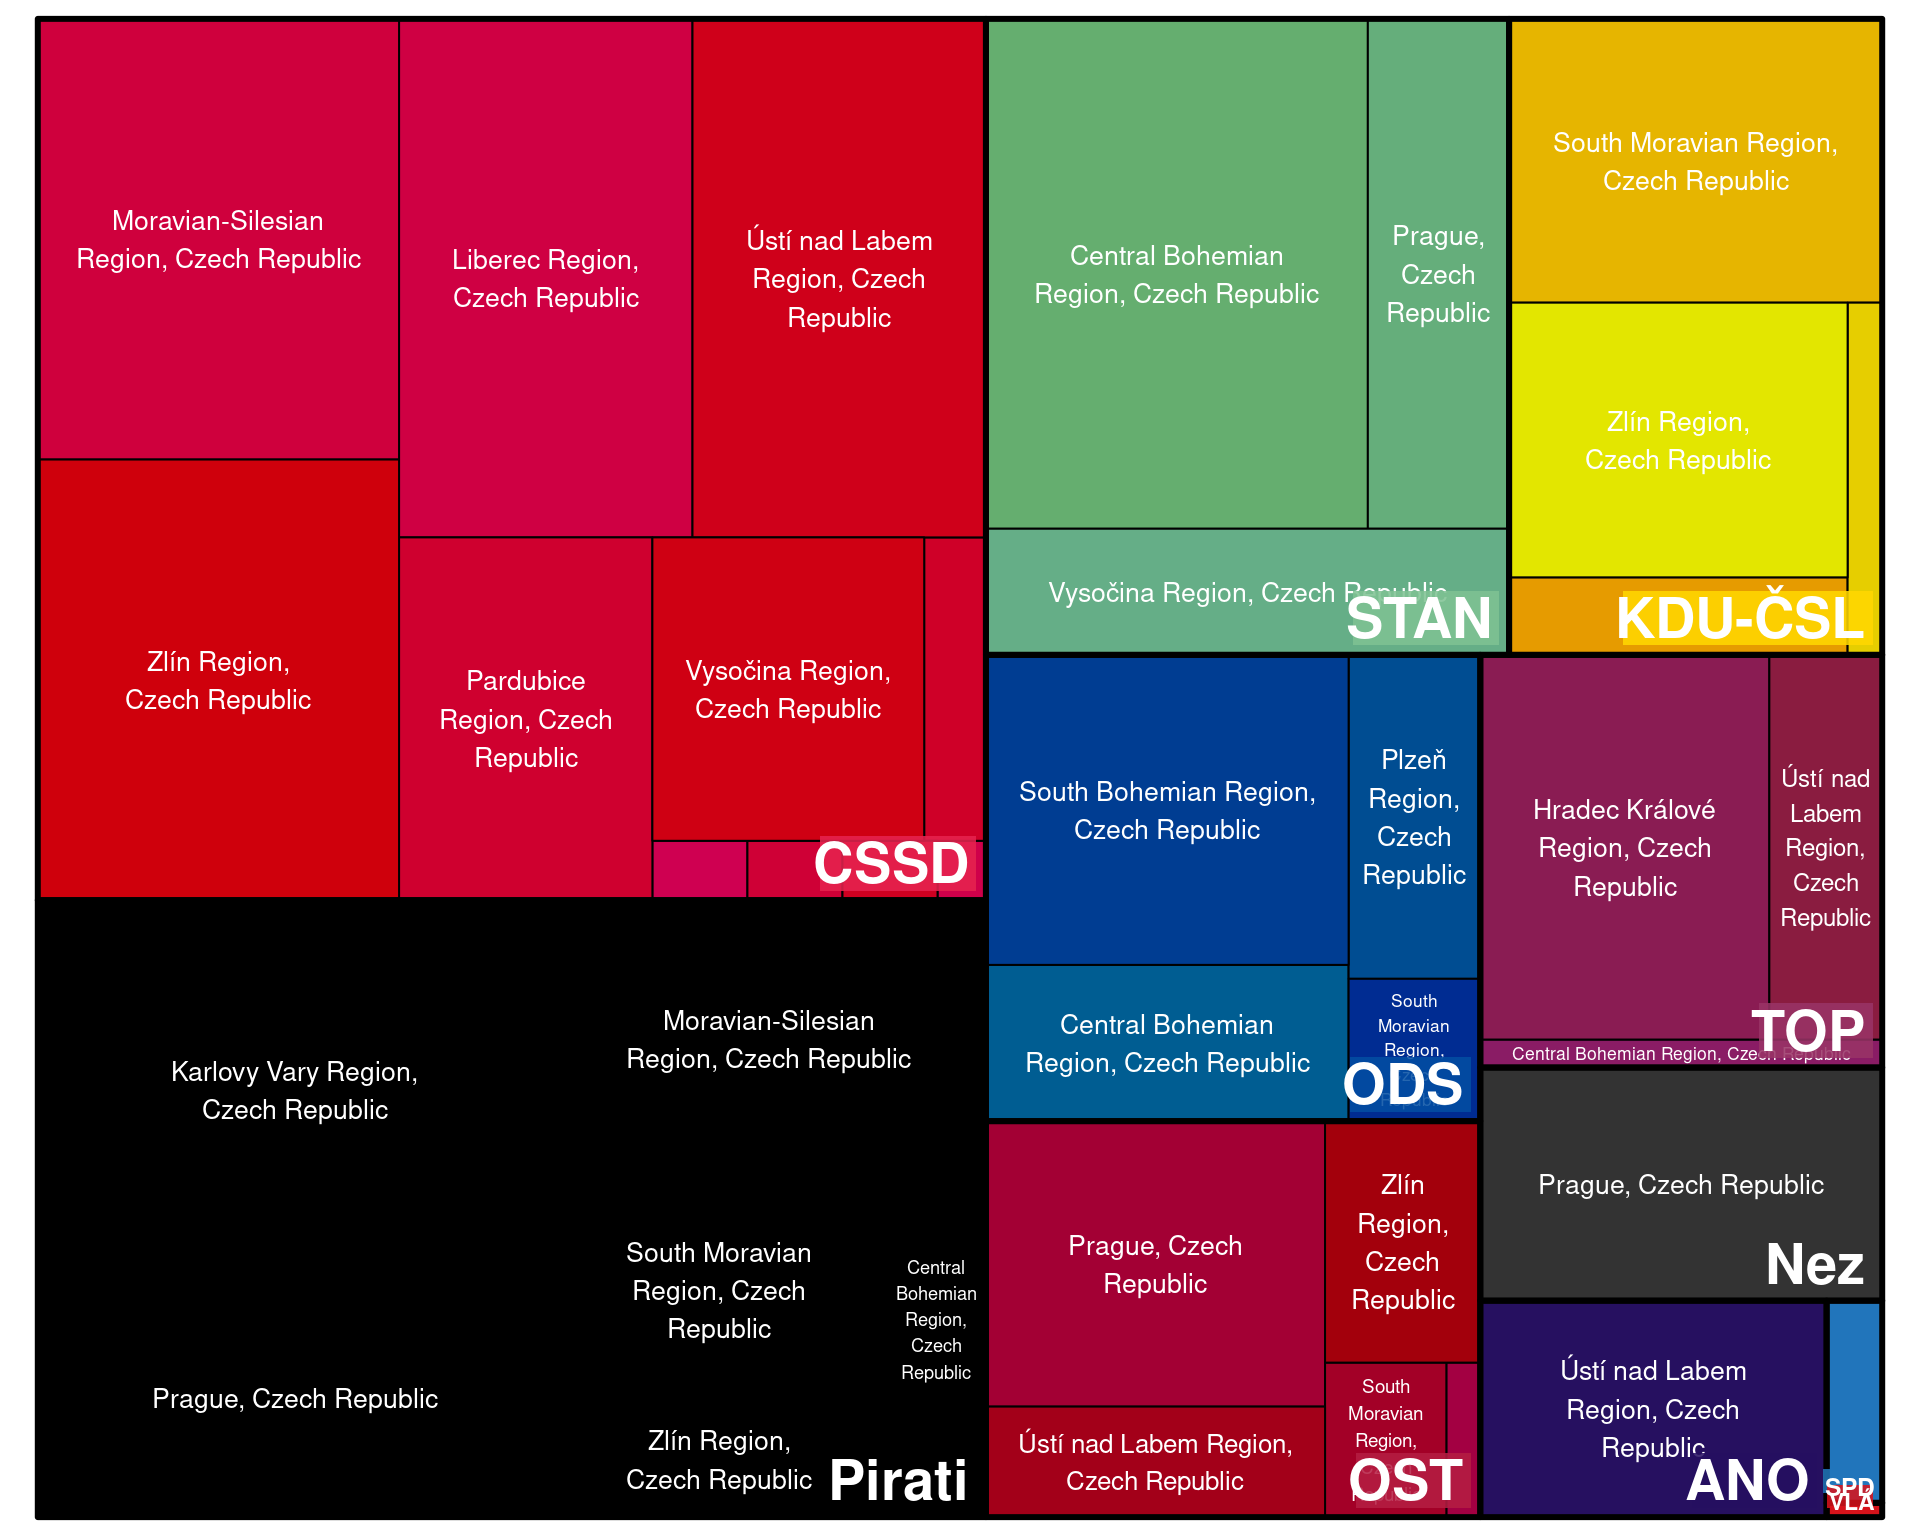 Moravian-Silesian
Region, Czech Republic
Liberec Region,
Czech Republic
Ústí nad Labem
Region, Czech
Republic
Zlín Region,
Czech Republic
Pardubice
Region, Czech
Republic
Vysočina Region,
Czech Republic
CSSD
Karlovy Vary Region,
Czech Republic
Moravian-Silesian
Region, Czech Republic
Prague, Czech Republic
South Moravian
Region, Czech
Republic
Central
Bohemian
Region,
Czech
Republic
Zlín Region,
Czech Republic
Pirati
Central Bohemian
Region, Czech Republic
Prague,
Czech
Republic
Vysočina Region, Czech Republic
STAN
South Moravian Region,
Czech Republic
Zlín Region,
Czech Republic
KDU-ČSL
South Bohemian Region,
Czech Republic
Plzeň
Region,
Czech
Republic
Central Bohemian
Region, Czech Republic
South
Moravian
Region,
ODS
Hradec Králové
Region, Czech
Republic
Ústí nad
Labem
Region,
Czech
Republic
Central Bohemian Region, Czech Republic
TOP
Prague, Czech
Republic
Zlín
Region,
Czech
Republic
Ústí nad Labem Region,
Czech Republic
South
Moravian
Region,
OST
Prague, Czech Republic
Nez
Ústí nad Labem
Region, Czech
Republic
ANO
SPD
VLA